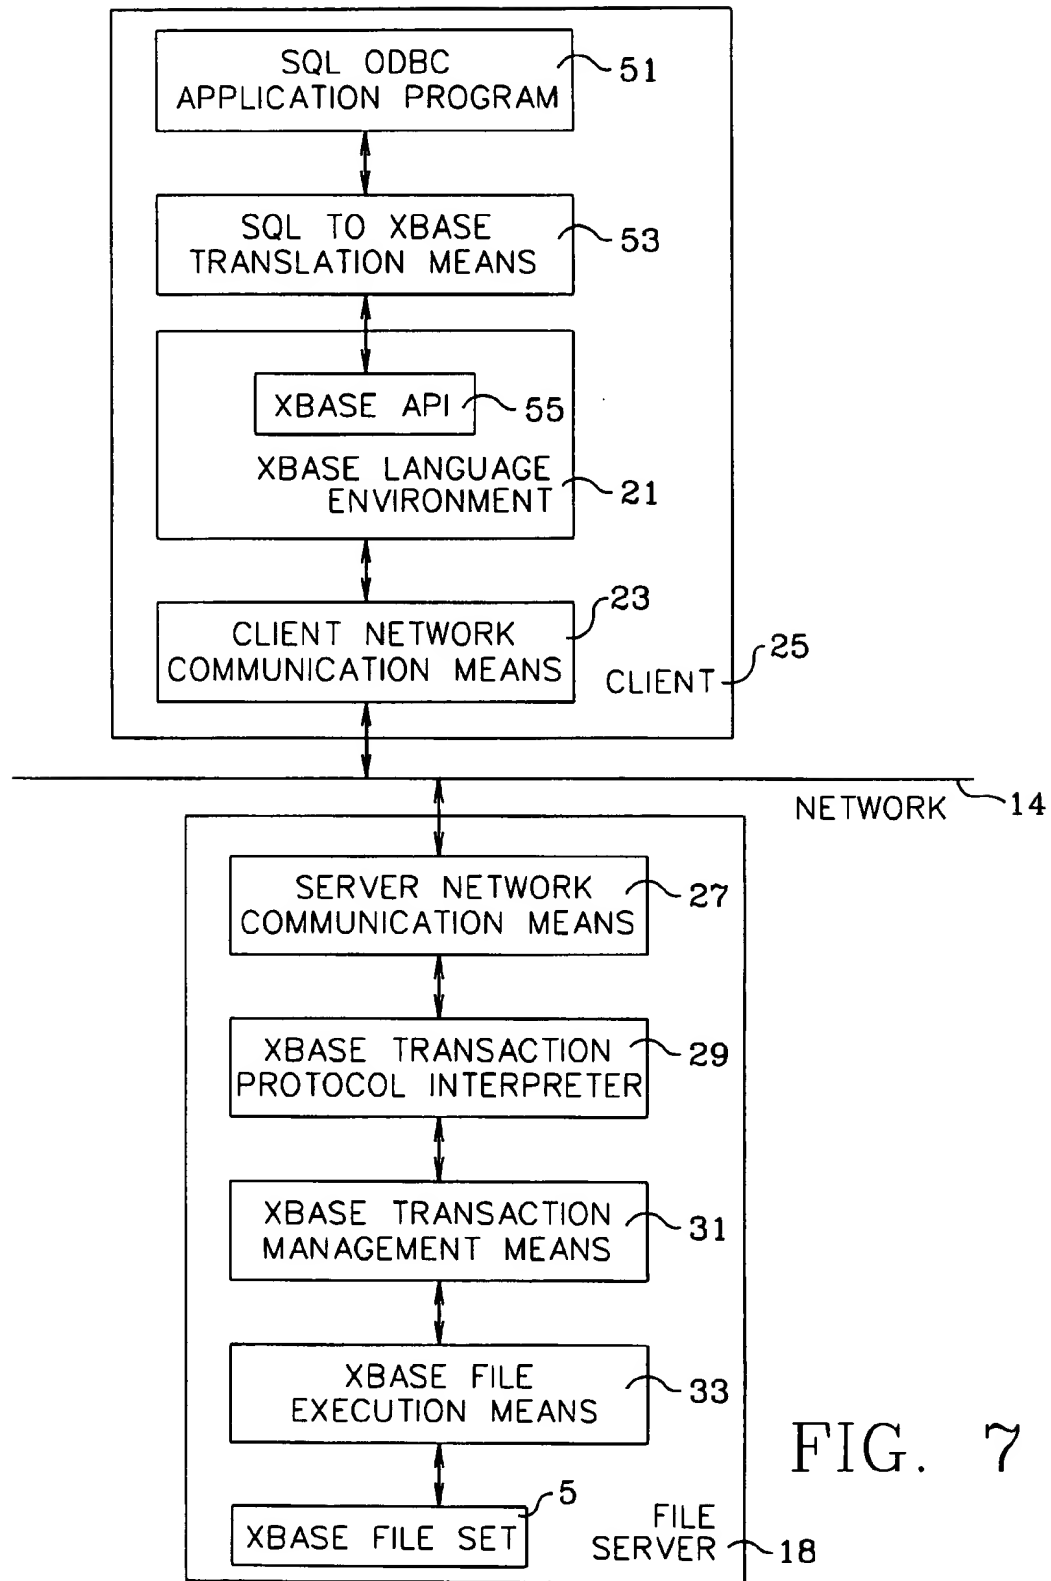 SQL ODBC
APPLICATION PROGRAM
51
SQL TO XBASE
TRANSLATION MEANS
53
XBASE API
55
XBASE LANGUAGE
ENVIRONMENT
21
23
CLIENT NETWORK
COMMUNICATION MEANS
CLIENT
25
NETWORK
14
SERVER NETWORK
COMMUNICATION MEANS
27
XBASE TRANSACTION
PROTOCOL INTERPRETER
29
XBASE TRANSACTION
MANAGEMENT MEANS
31
XBASE FILE
EXECUTION MEANS
33
FIG. 7
5
XBASE FILE SET
FILE
SERVER
18